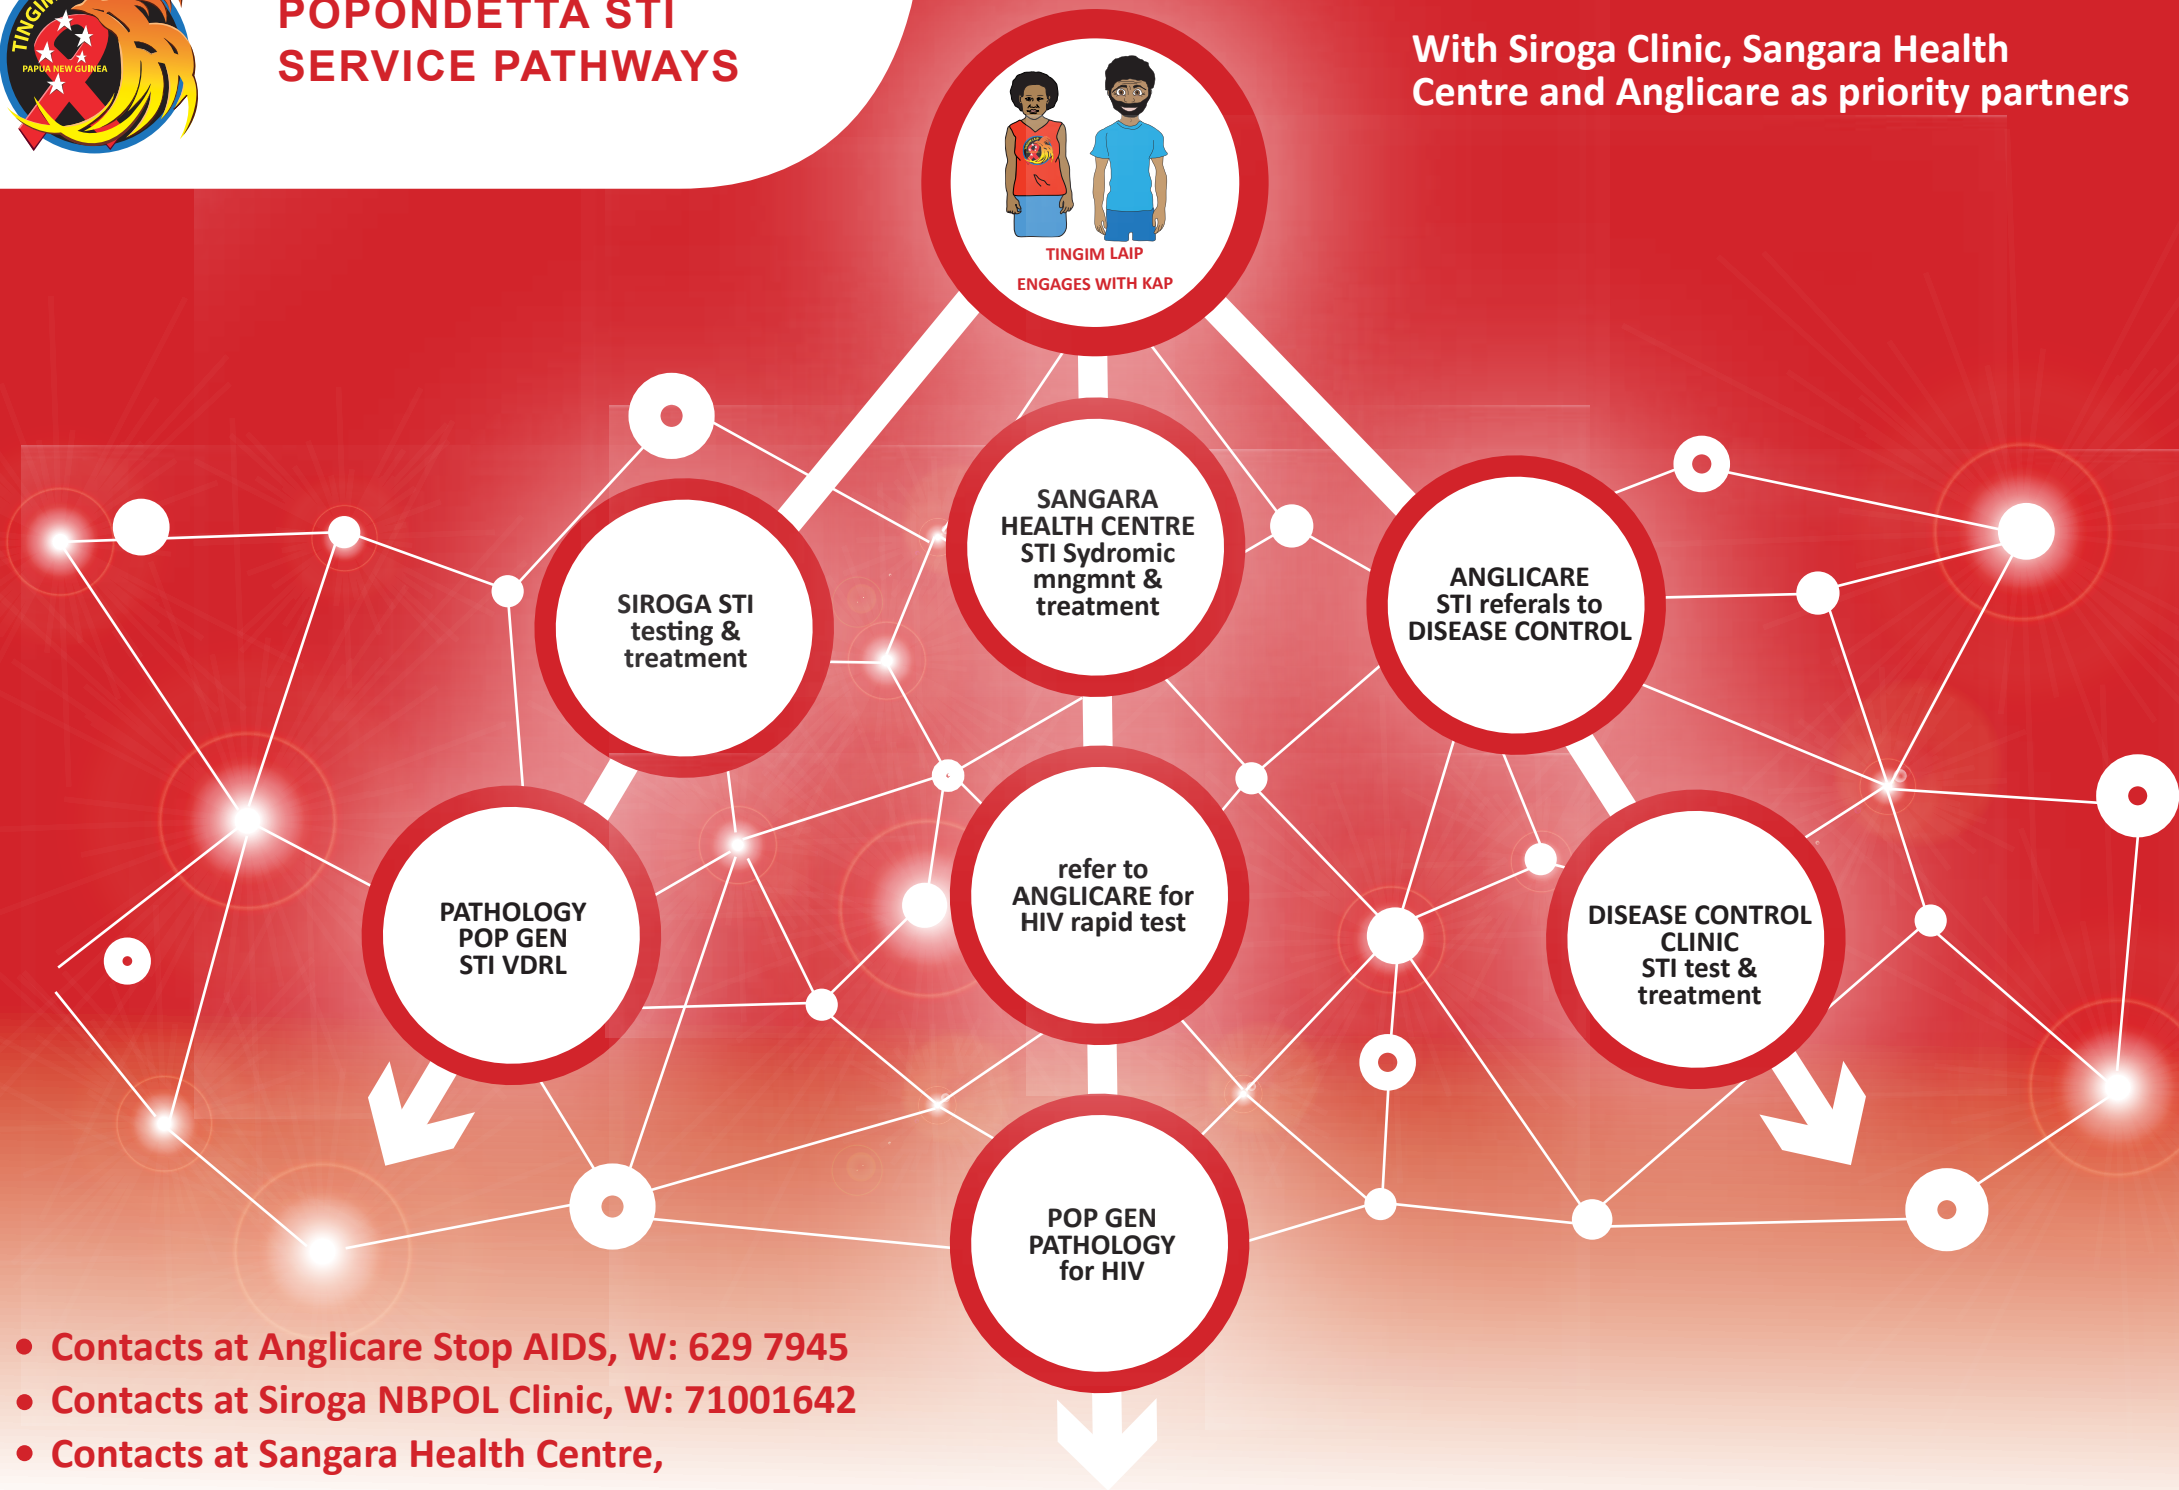 TINGIM
PAPUA NEW GUINEA
POPONDETTA STI
SERVICE PATHWAYS
With Siroga Clinic, Sangara Health
Centre and Anglicare as priority partners
TINGIM LAIP
ENGAGES WITH KAP
SIROGA STI
testing &
treatment
SANGARA
HEALTH CENTRE
STI Sydromic
mngmnt &
treatment
ANGLICARE
STI referals to
DISEASE CONTROL
PATHOLOGY
POP GEN
STI VDRL
refer to
ANGLICARE for
HIV rapid test
DISEASE CONTROL
CLINIC
STI test &
treatment
POP GEN
PATHOLOGY
for HIV
• Contacts at Anglicare Stop AIDS, W: 629 7945
• Contacts at Siroga NBPOL Clinic, W: 71001642
• Contacts at Sangara Health Centre,